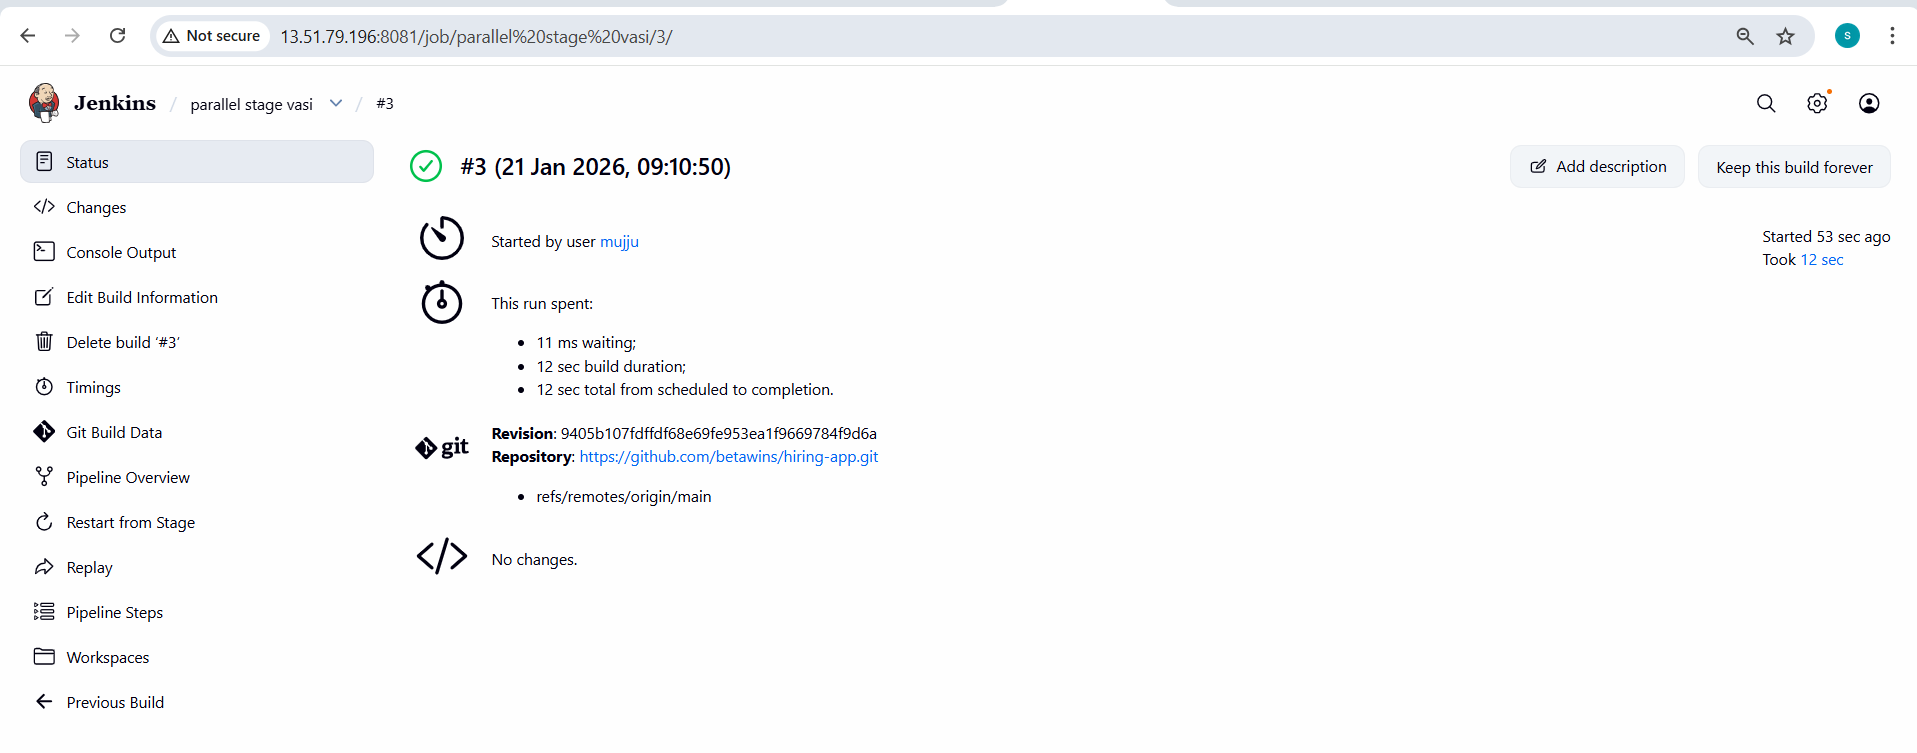 Not secure 13.51.79.196:8081/job/parallel%20stage%20vasi/3/
S
Jenkins / parallel stage vasi / #3
Status
Changes
Console Output
Edit Build Information
Delete build ‘#3’
Timings
Git Build Data
Pipeline Overview
Restart from Stage
Replay
Pipeline Steps
Workspaces
Previous Build
#3 (21 Jan 2026, 09:10:50)
Add description
Keep this build forever
Started by user mujju
Started 53 sec ago
Took 12 sec
This run spent:
• 11 ms waiting;
• 12 sec build duration;
• 12 sec total from scheduled to completion.
git
Revision: 9405b107fdffdf68e69fe953ea1f9669784f9d6a
Repository: https://github.com/betawins/hiring-app.git
• refs/remotes/origin/main
No changes.